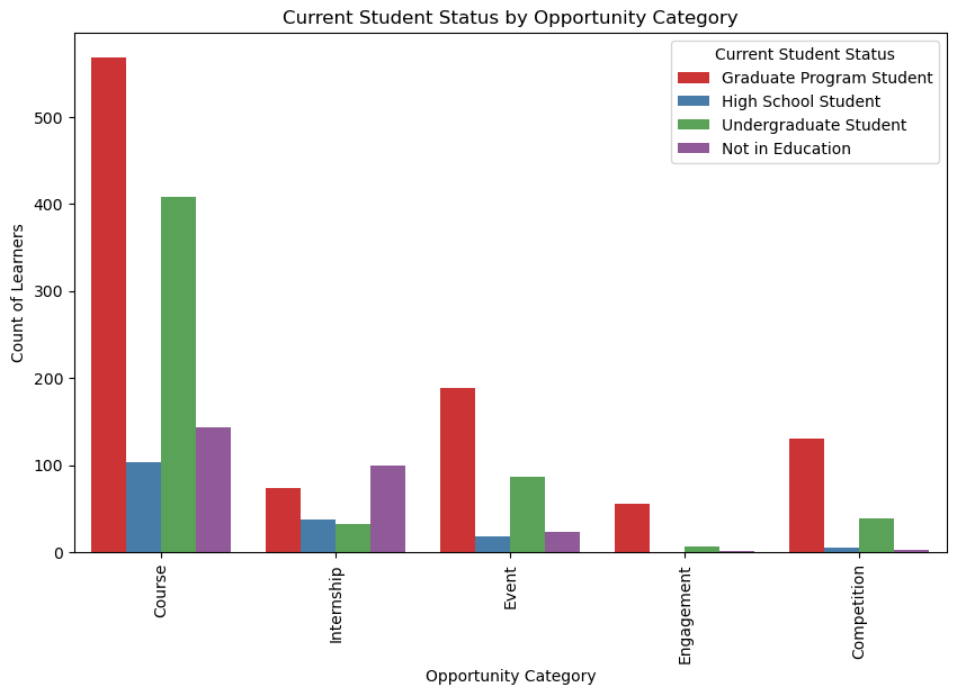 Current Student Status by Opportunity Category
Current Student Status
Graduate Program Student
High School Student
Undergraduate Student
Not in Education
Count of Learners
500
400
300
200
100
0
Course
Internship
Event
Engagement
Competition
Opportunity Category